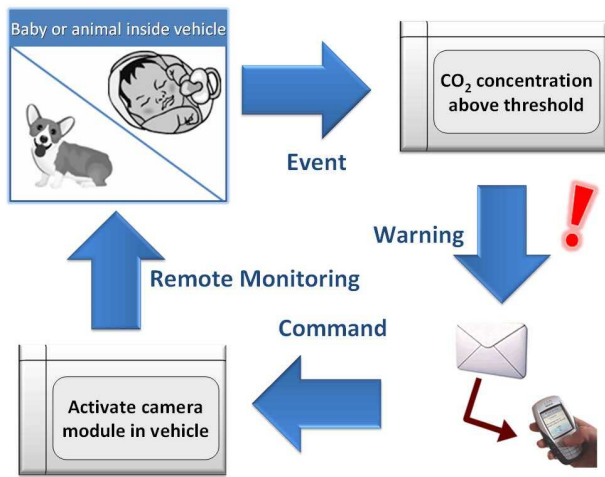 Baby or animal inside vehicle
Event
CO₂ concentration
above threshold
Warning
!
Command
Activate camera
module in vehicle
Remote Monitoring